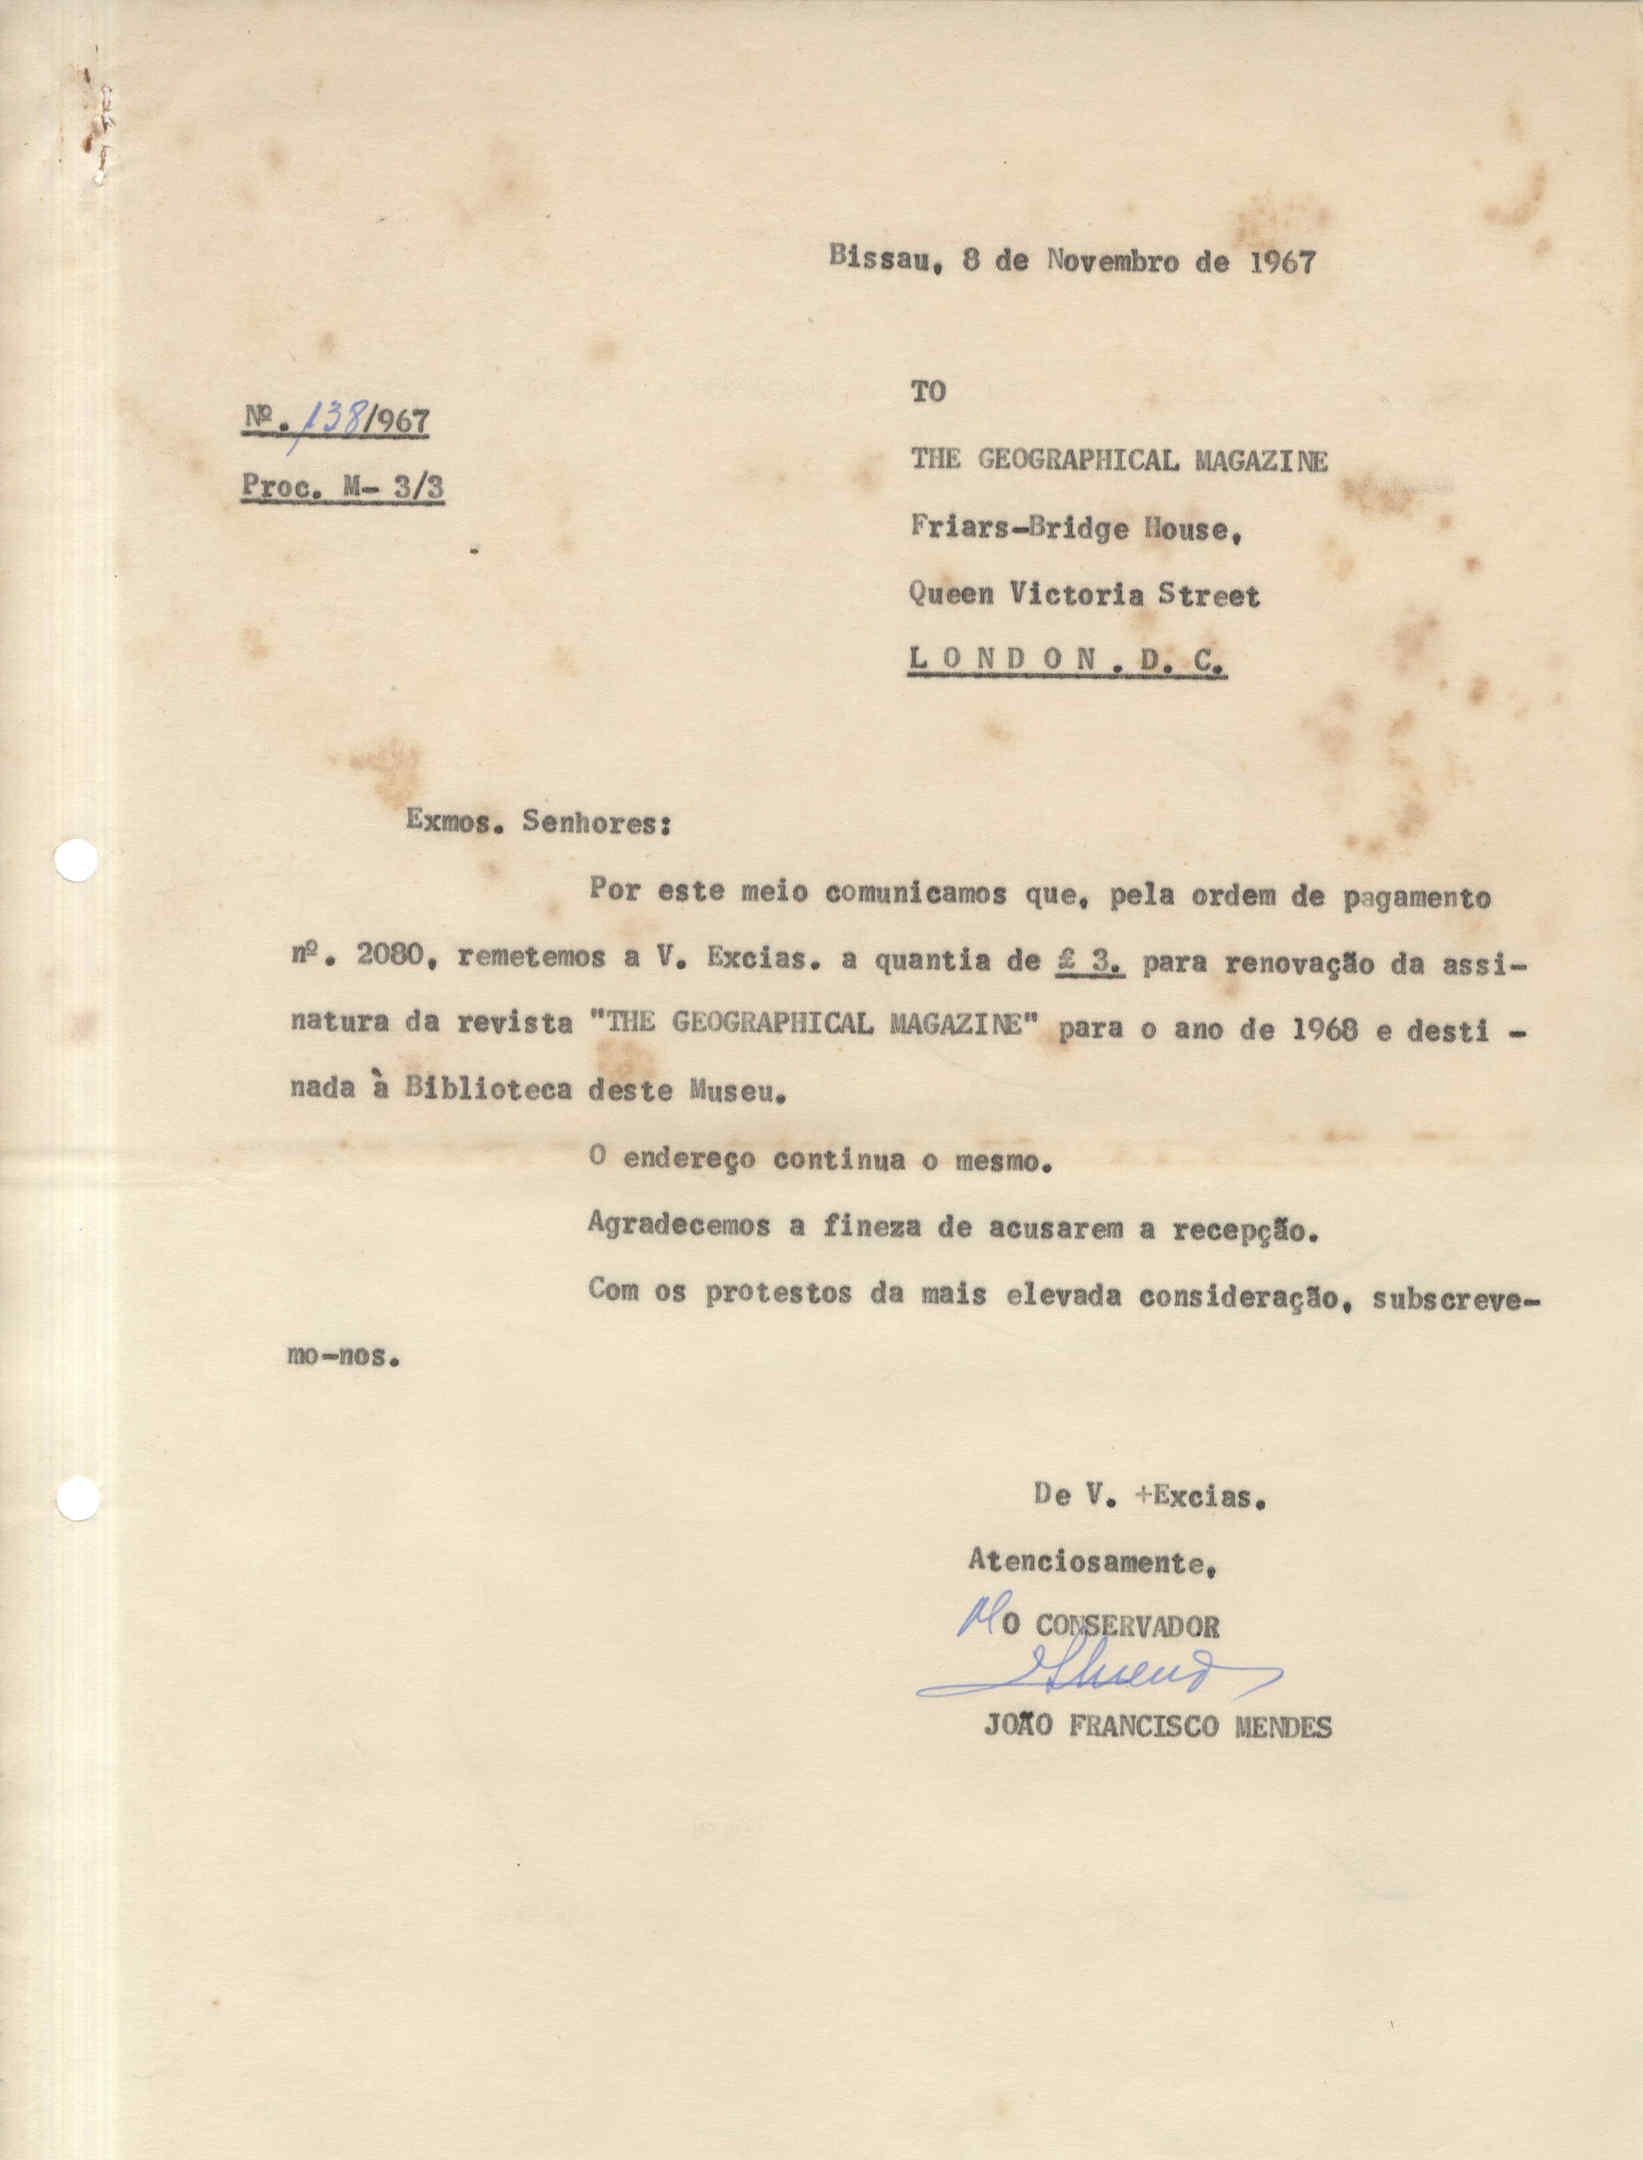 Bissau, 8 de Novembro de 1967
Nº. 138/967
Proc. M- 3/3
TO
THE GEOGRAPHICAL MAGAZINE
Friars-Bridge House,
Queen Victoria Street
L O N D O N . D. C.
Exmos. Senhores:
Por este meio comunicamos que, pela ordem de pagamento
nº. 2080, remetemos a V. Excias. a quantia de £ 3. para renovação da assi-
natura da revista "THE GEOGRAPHICAL MAGAZINE" para o ano de 1968 e desti -
nada à Biblioteca deste Museu.
O endereço continua o mesmo.
Agradecemos a fineza de acusarem a recepção.
Com os protestos da mais elevada consideração, subscreve-
mo-nos.
De V. +Excias.
Atenciosamente,
O CONSERVADOR
JOÃO FRANCISCO MENDES